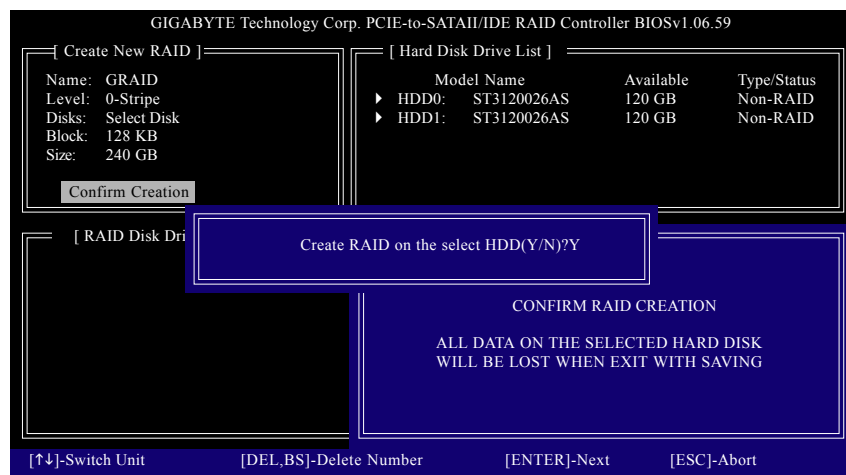 GIGABYTE Technology Corp. PCIE-to-SATAII/IDE RAID Controller BIOSv1.06.59
[ Create New RAID ]
Name: GRAID
Level: 0-Stripe
Disks: Select Disk
Block: 128 KB
Size: 240 GB
Confirm Creation
[ Hard Disk Drive List ]
Model Name Available Type/Status
HDD0: ST3120026AS 120 GB Non-RAID
HDD1: ST3120026AS 120 GB Non-RAID
[ RAID Disk Dri
Create RAID on the select HDD(Y/N)?Y
CONFIRM RAID CREATION
ALL DATA ON THE SELECTED HARD DISK
WILL BE LOST WHEN EXIT WITH SAVING
[↑↓]-Switch Unit [DEL,BS]-Delete Number [ENTER]-Next [ESC]-Abort